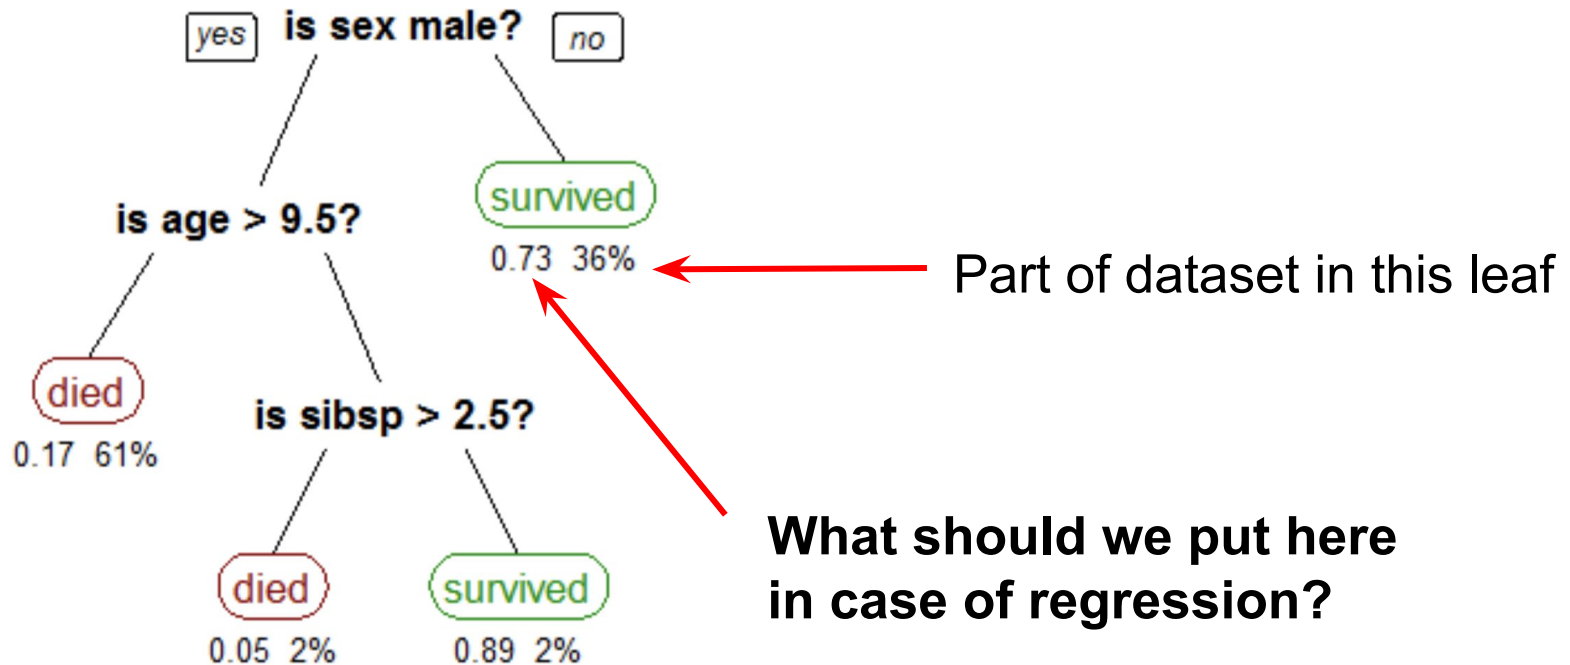 yes is sex male? no
survived
is age > 9.5?
0.73 36%
Part of dataset in this leaf
died
is sibsp > 2.5?
0.17 61%
What should we put here
in case of regression?
died survived
0.05 2% 0.89 2%